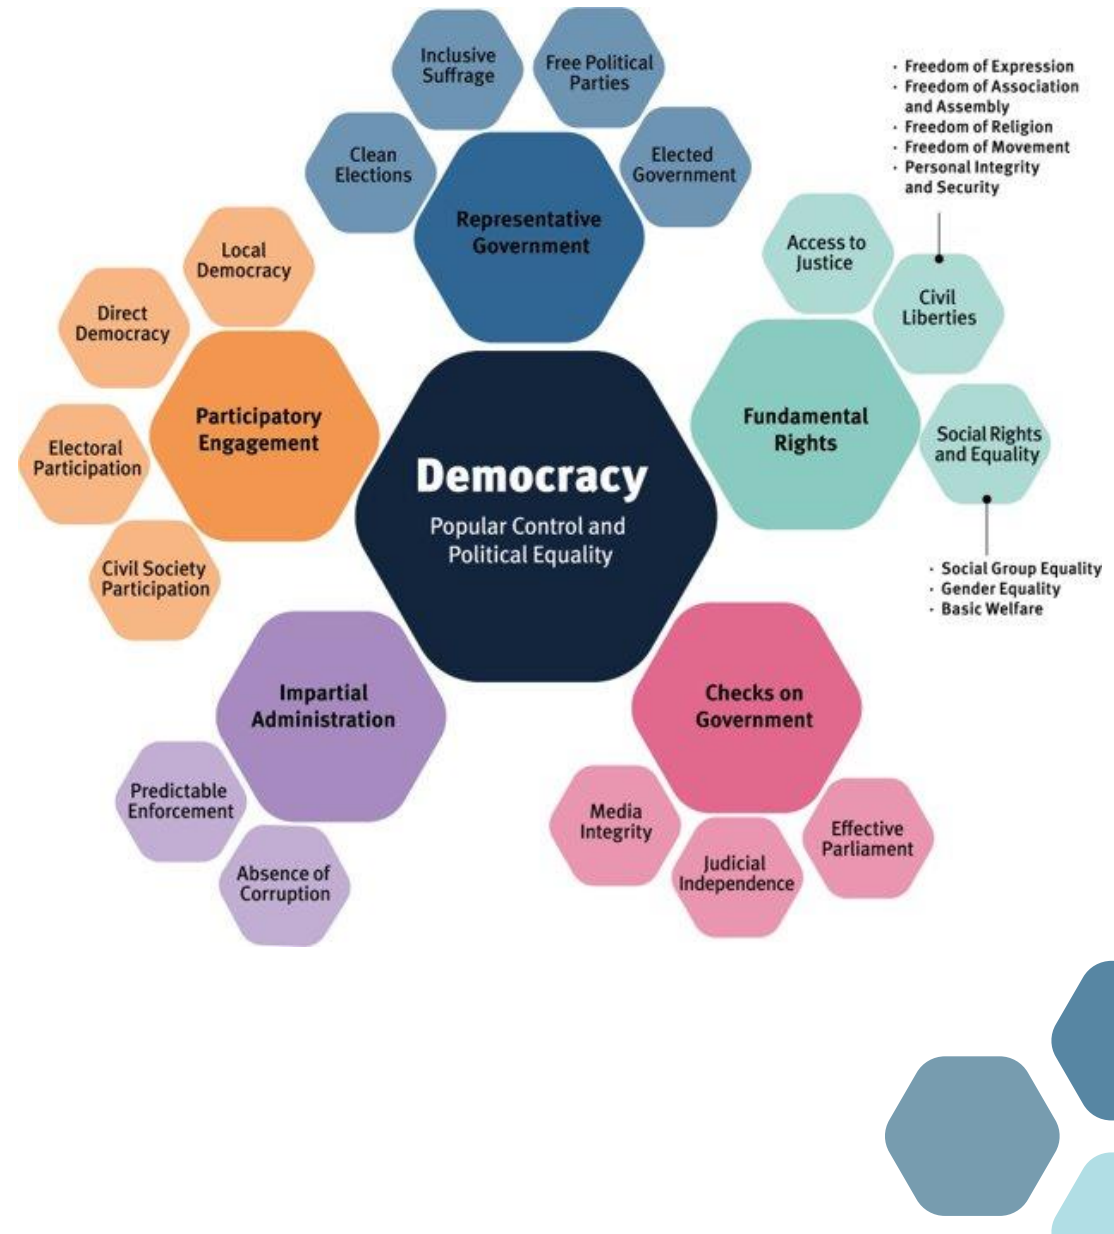 Inclusive
Suffrage
Free Political
Parties
Clean
Elections
Elected
Government
Representative
Government
· Freedom of Expression
· Freedom of Association
and Assembly
· Freedom of Religion
· Freedom of Movement
· Personal Integrity
and Security
Local
Democracy
Direct
Democracy
Electoral
Participation
Civil Society
Participation
Participatory
Engagement
Access to
Justice
Civil
Liberties
Social Rights
and Equality
Fundamental
Rights
· Social Group Equality
· Gender Equality
· Basic Welfare
Democracy
Popular Control and
Political Equality
Impartial
Administration
Predictable
Enforcement
Absence of
Corruption
Checks on
Government
Media
Integrity
Judicial
Independence
Effective
Parliament